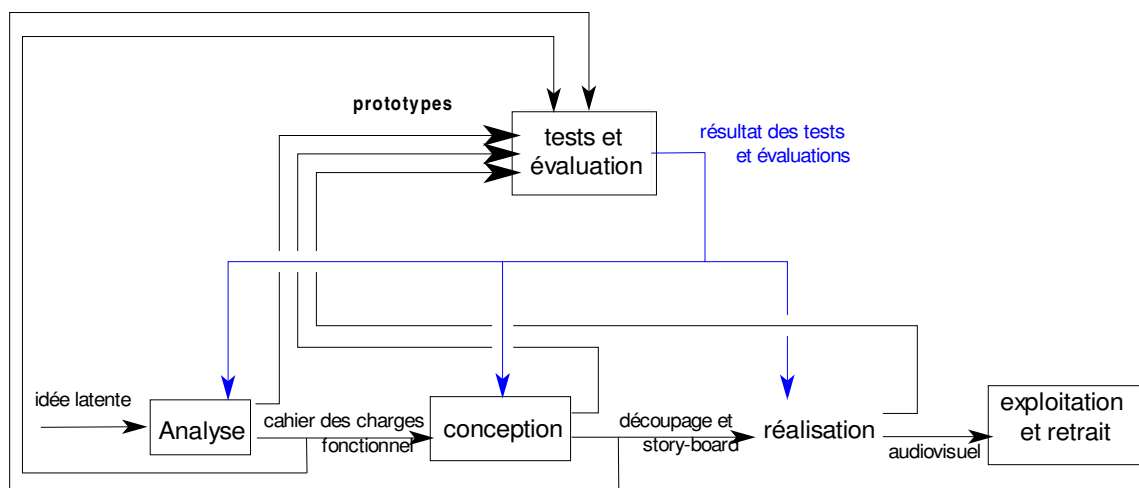 prototypes
tests et
évaluation
résultat des tests
et évaluations
idée latente
Analyse
cahier des charges
fonctionnel
conception
découpage et
story-board
réalisation
audiovisuel
exploitation
et retrait